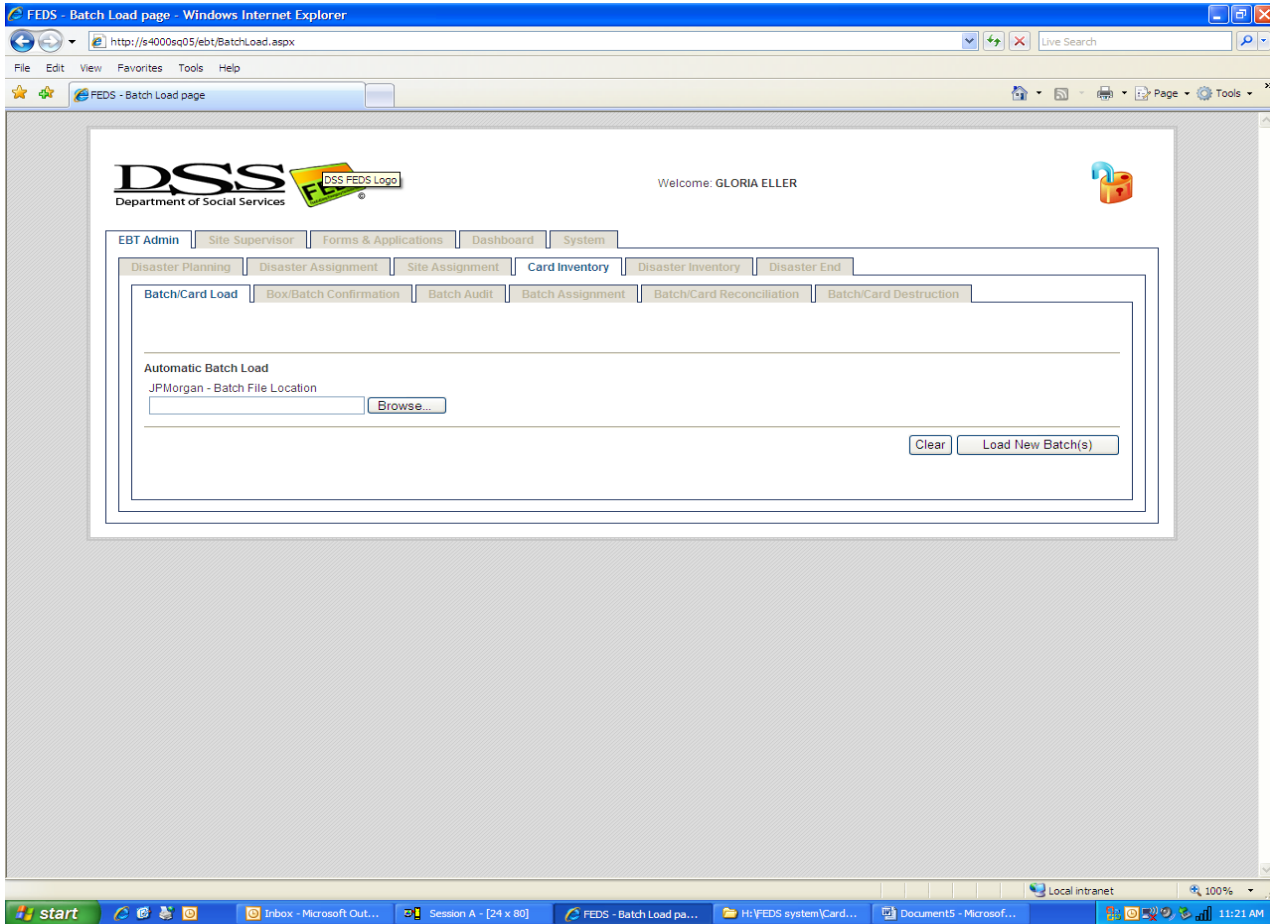 FEDS - Batch Load page - Windows Internet Explorer
http://s4000sq05/ebt/BatchLoad.aspx
Live Search
File Edit View Favorites Tools Help
FEDS - Batch Load page
Page Tools
DSS
FEDS
DSS FEDS Logo
©
Department of Social Services
Welcome: GLORIA ELLER
EBT Admin Site Supervisor Forms & Applications Dashboard System
Disaster Planning Disaster Assignment Site Assignment Card Inventory Disaster Inventory Disaster End
Batch/Card Load Box/Batch Confirmation Batch Audit Batch Assignment Batch/Card Reconciliation Batch/Card Destruction
Automatic Batch Load
JPMorgan - Batch File Location
Browse...
Clear Load New Batch(s)
Local intranet 100%
start Inbox - Microsoft Out... Session A - [24 x 80] FEDS - Batch Load pa... H:\FEDS system\Card... Document5 - Microsof... 11:21 AM